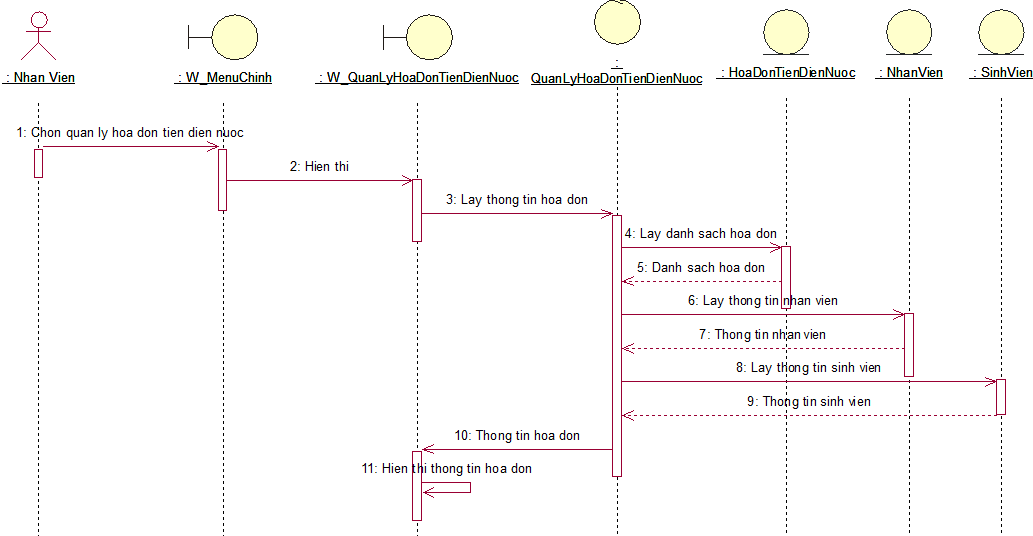 : Nhan Vien
: W_MenuChinh
: W_QuanLyHoaDonTienDienNuoc
:
QuanLyHoaDonTienDienNuoc
: HoaDonTienDienNuoc
: NhanVien
: SinhVien
1: Chon quan ly hoa don tien dien nuoc
2: Hien thi
3: Lay thong tin hoa don
4: Lay danh sach hoa don
5: Danh sach hoa don
6: Lay thong tin nhan vien
7: Thong tin nhan vien
8: Lay thong tin sinh vien
9: Thong tin sinh vien
10: Thong tin hoa don
11: Hien thi thong tin hoa don